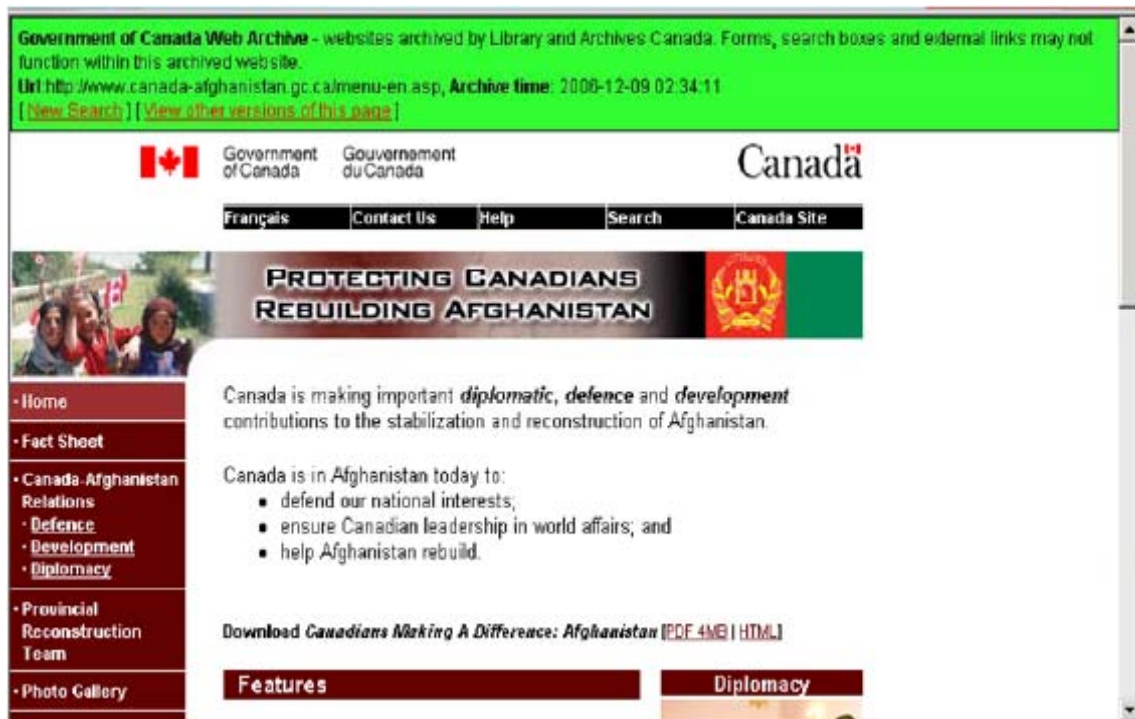 Government of Canada Web Archive - websites archived by Library and Archives Canada. Forms, search boxes and external links may not
function within this archived website.
Url:http://www.canada-afghanistan.gc.ca/menu-en.asp, Archive time: 2006-12-09 02:34:11
[ New Search ] [ View other versions of this page ]
Government of Canada
Gouvernement du Canada
Canada
Français Contact Us Help Search Canada Site
PROTECTING CANADIANS
REBUILDING AFGHANISTAN
· Home
· Fact Sheet
· Canada-Afghanistan
Relations
· Defence
· Development
· Diplomacy
· Provincial
Reconstruction
Team
· Photo Gallery
Canada is making important diplomatic, defence and development
contributions to the stabilization and reconstruction of Afghanistan.
Canada is in Afghanistan today to:
• defend our national interests;
• ensure Canadian leadership in world affairs; and
• help Afghanistan rebuild.
Download Canadians Making A Difference: Afghanistan [PDF 4MB | HTML]
Features
Diplomacy